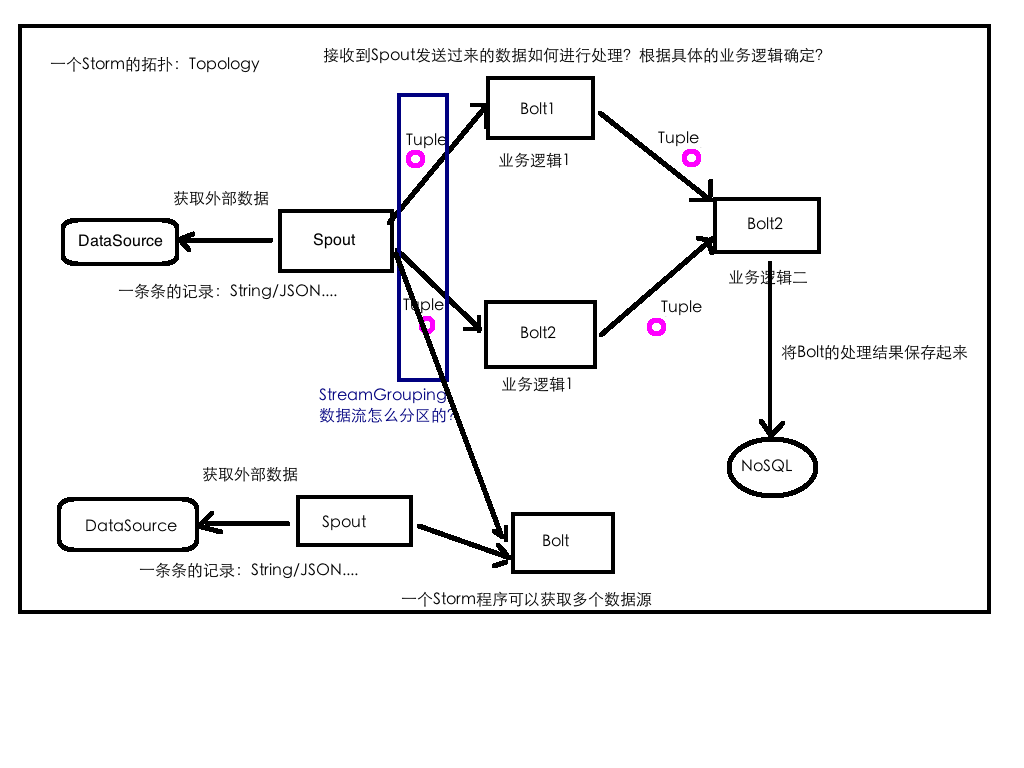 一个Storm的拓扑：Topology
接收到Spout发送过来的数据如何进行处理？根据具体的业务逻辑确定？
Bolt1
Tuple
Tuple
业务逻辑1
获取外部数据
Bolt2
DataSource
Spout
业务逻辑二
一条条的记录：String/JSON....
Tuple
Tuple
Bolt2
将Bolt的处理结果保存起来
业务逻辑1
StreamGrouping
数据流怎么分区的？
NoSQL
获取外部数据
DataSource
Spout
Bolt
一条条的记录：String/JSON....
一个Storm程序可以获取多个数据源